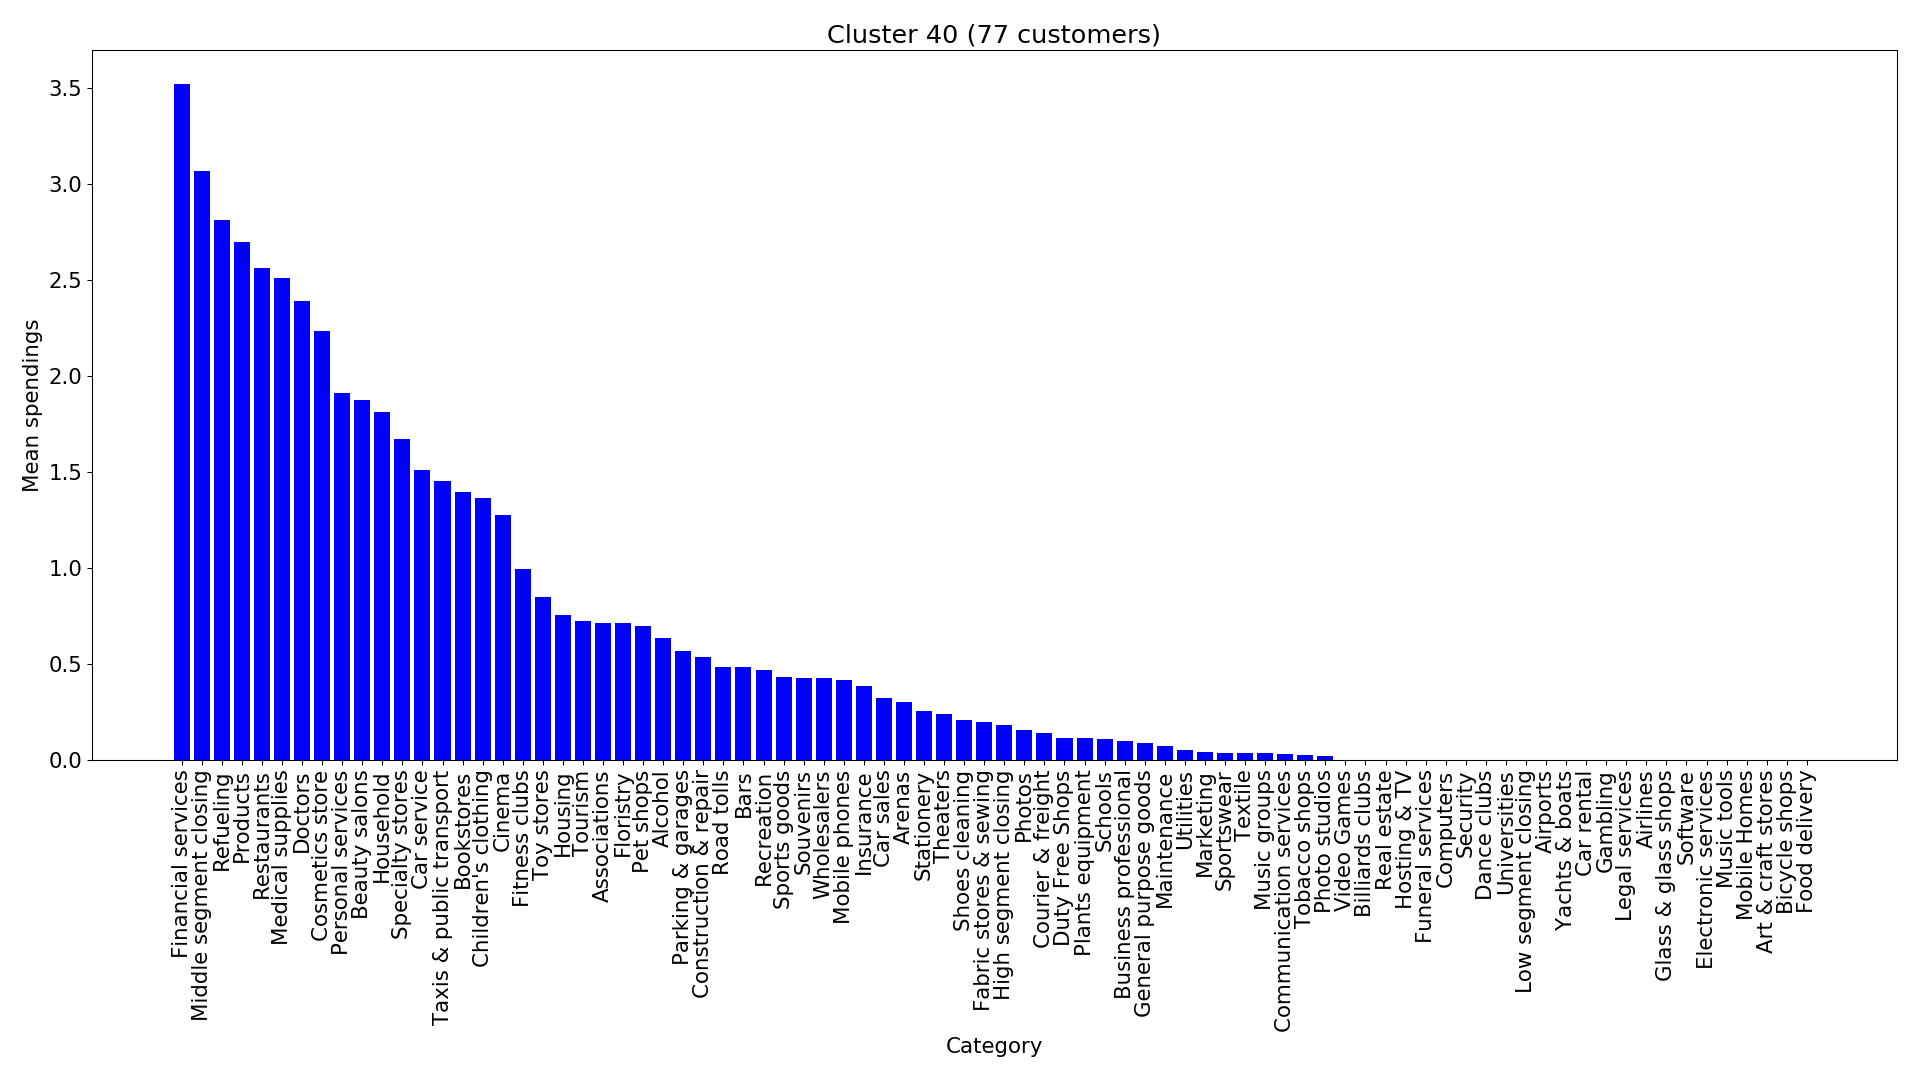 Cluster 40 (77 customers)
Mean spendings
3.5
3.0
2.5
2.0
1.5
1.0
0.5
0.0
Financial services
Middle segment closing
Refueling
Products
Restaurants
Medical supplies
Doctors
Cosmetics store
Personal services
Beauty salons
Household
Specialty stores
Car service
Taxis & public transport
Bookstores
Children's clothing
Cinema
Fitness clubs
Toy stores
Housing
Tourism
Associations
Floristry
Pet shops
Alcohol
Parking & garages
Construction & repair
Road tolls
Bars
Recreation
Sports goods
Souvenirs
Wholesalers
Mobile phones
Insurance
Car sales
Arenas
Stationery
Theaters
Shoes cleaning
Fabric stores & sewing
High segment closing
Photos
Courier & freight
Duty Free Shops
Plants equipment
Schools
Business professional
General purpose goods
Maintenance
Utilities
Marketing
Sportswear
Textile
Music groups
Communication services
Tobacco shops
Photo studios
Video Games
Billiards clubs
Real estate
Hosting & TV
Funeral services
Computers
Security
Dance clubs
Universities
Low segment closing
Airports
Yachts & boats
Car rental
Gambling
Legal services
Airlines
Glass & glass shops
Software
Electronic services
Music tools
Mobile Homes
Art & craft stores
Bicycle shops
Food delivery
Category